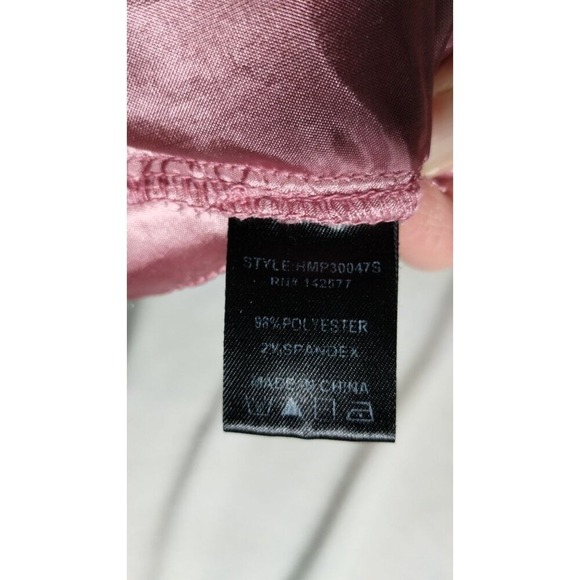 STYLE:HMP30047S
RN# 142577
98%POLYESTER
2%SPANDEX
MADE IN CHINA